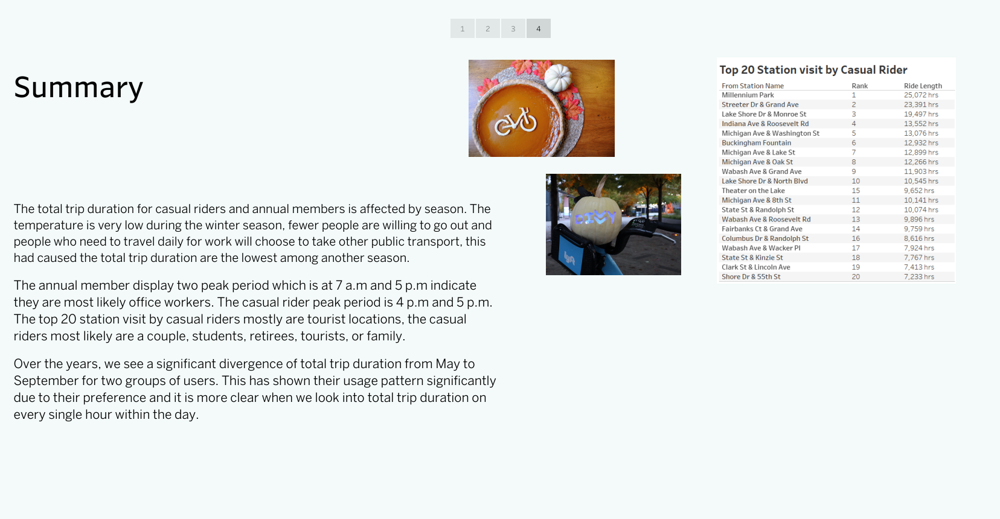 1 2 3 4
Summary
The total trip duration for casual riders and annual members is affected by season. The
temperature is very low during the winter season, fewer people are willing to go out and
people who need to travel daily for work will choose to take other public transport, this
had caused the total trip duration are the lowest among another season.
The annual member display two peak period which is at 7 a.m and 5 p.m indicate
they are most likely office workers. The casual rider peak period is 4 p.m and 5 p.m.
The top 20 station visit by casual riders mostly are tourist locations, the casual
riders most likely are a couple, students, retirees, tourists, or family.
Over the years, we see a significant divergence of total trip duration from May to
September for two groups of users. This has shown their usage pattern significantly
due to their preference and it is more clear when we look into total trip duration on
every single hour within the day.
DIVVY
lyft
Top 20 Station visit by Casual Rider
From Station Name Rank Ride Length
Millennium Park 1 25,072 hrs
Streeter Dr & Grand Ave 2 23,391 hrs
Lake Shore Dr & Monroe St 3 19,497 hrs
Indiana Ave & Roosevelt Rd 4 13,552 hrs
Michigan Ave & Washington St 5 13,076 hrs
Buckingham Fountain 6 12,932 hrs
Michigan Ave & Lake St 7 12,899 hrs
Michigan Ave & Oak St 8 12,266 hrs
Wabash Ave & Grand Ave 9 11,903 hrs
Lake Shore Dr & North Blvd 10 10,545 hrs
Theater on the Lake 15 9,652 hrs
Michigan Ave & 8th St 11 10,141 hrs
State St & Randolph St 12 10,074 hrs
Wabash Ave & Roosevelt Rd 13 9,896 hrs
Fairbanks Ct & Grand Ave 14 9,759 hrs
Columbus Dr & Randolph St 16 8,616 hrs
Wabash Ave & Wacker Pl 17 7,924 hrs
State St & Kinzie St 18 7,767 hrs
Clark St & Lincoln Ave 19 7,413 hrs
Shore Dr & 55th St 20 7,233 hrs